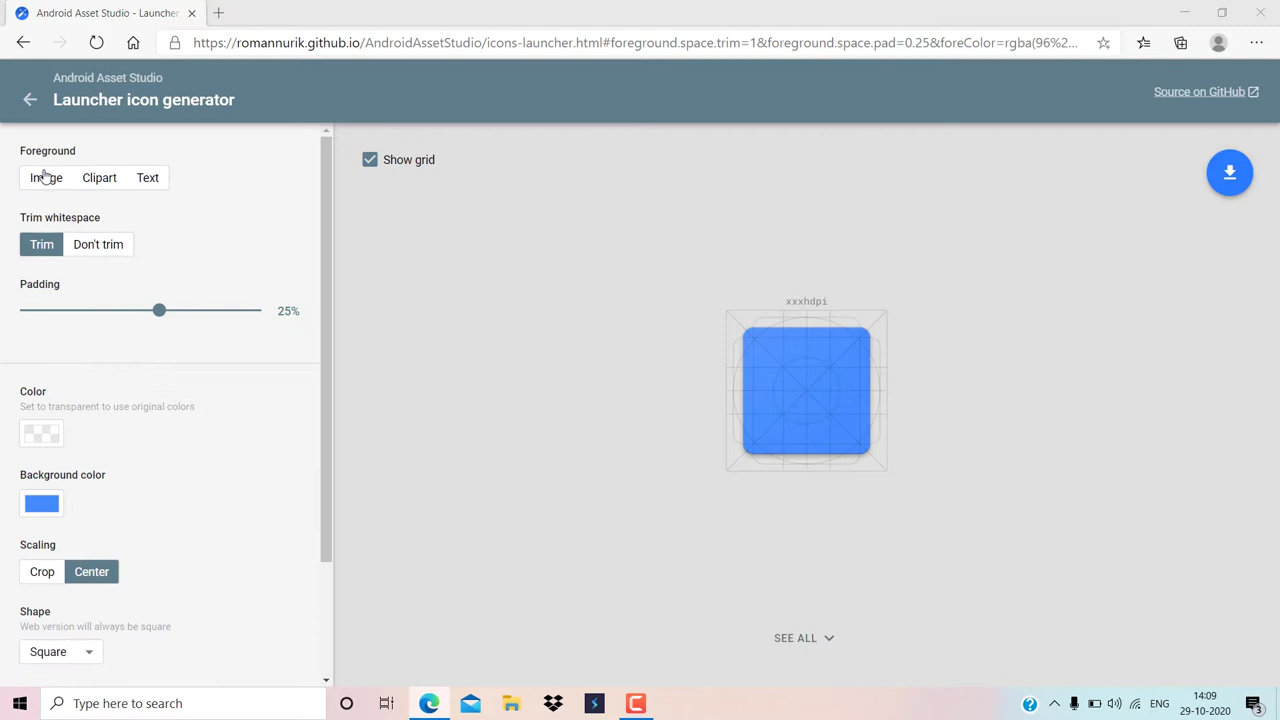 Android Asset Studio - Launcher
https://romannurik.github.io/AndroidAssetStudio/icons-launcher.html#foreground.space.trim=1&foreground.space.pad=0.25&foreColor=rgba(96%2...
Android Asset Studio
Launcher icon generator
Source on GitHub
Foreground
Image Clipart Text
Show grid
Trim whitespace
Trim Don't trim
Padding
25%
xxxhdpi
Color
Set to transparent to use original colors
Background color
Scaling
Crop Center
Shape
Web version will always be square
SEE ALL
Square
Type here to search
ENG
14:09
29-10-2020
3